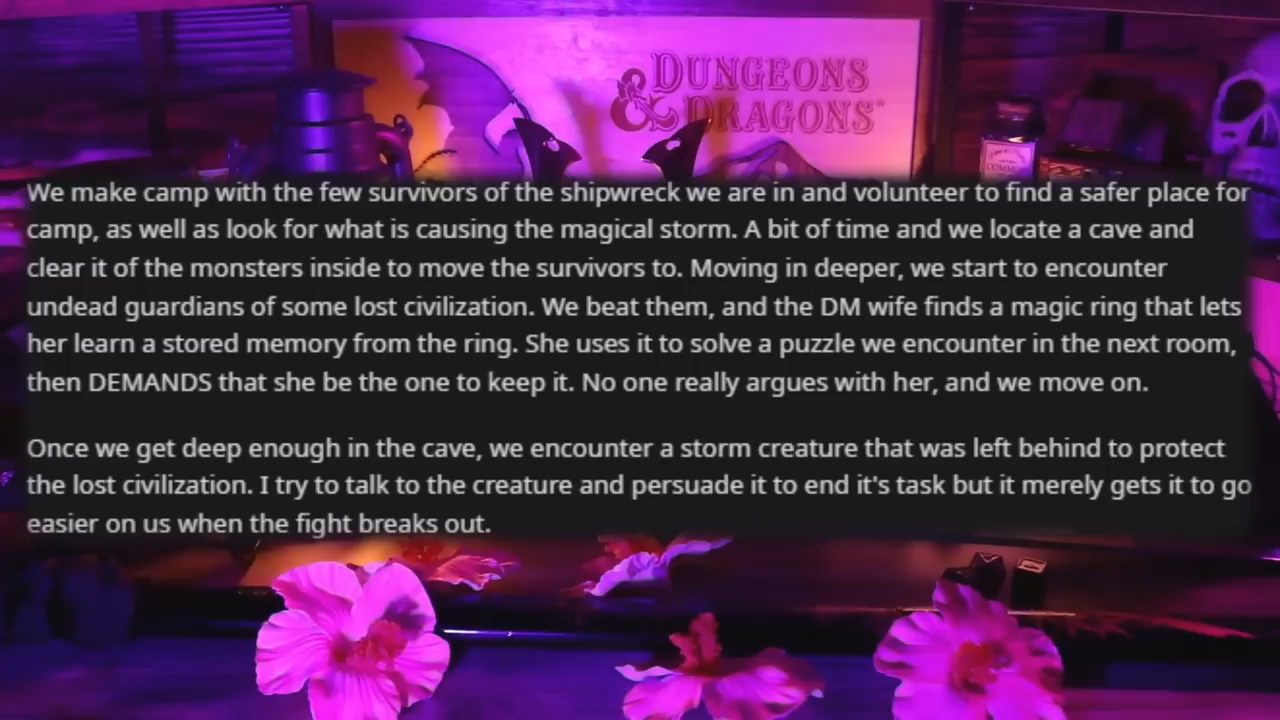 DUNGEONS
& DRAGONS
We make camp with the few survivors of the shipwreck we are in and volunteer to find a safer place for
camp, as well as look for what is causing the magical storm. A bit of time and we locate a cave and
clear it of the monsters inside to move the survivors to. Moving in deeper, we start to encounter
undead guardians of some lost civilization. We beat them, and the DM wife finds a magic ring that lets
her learn a stored memory from the ring. She uses it to solve a puzzle we encounter in the next room,
then DEMANDS that she be the one to keep it. No one really argues with her, and we move on.
Once we get deep enough in the cave, we encounter a storm creature that was left behind to protect
the lost civilization. I try to talk to the creature and persuade it to end it's task but it merely gets it to go
easier on us when the fight breaks out.